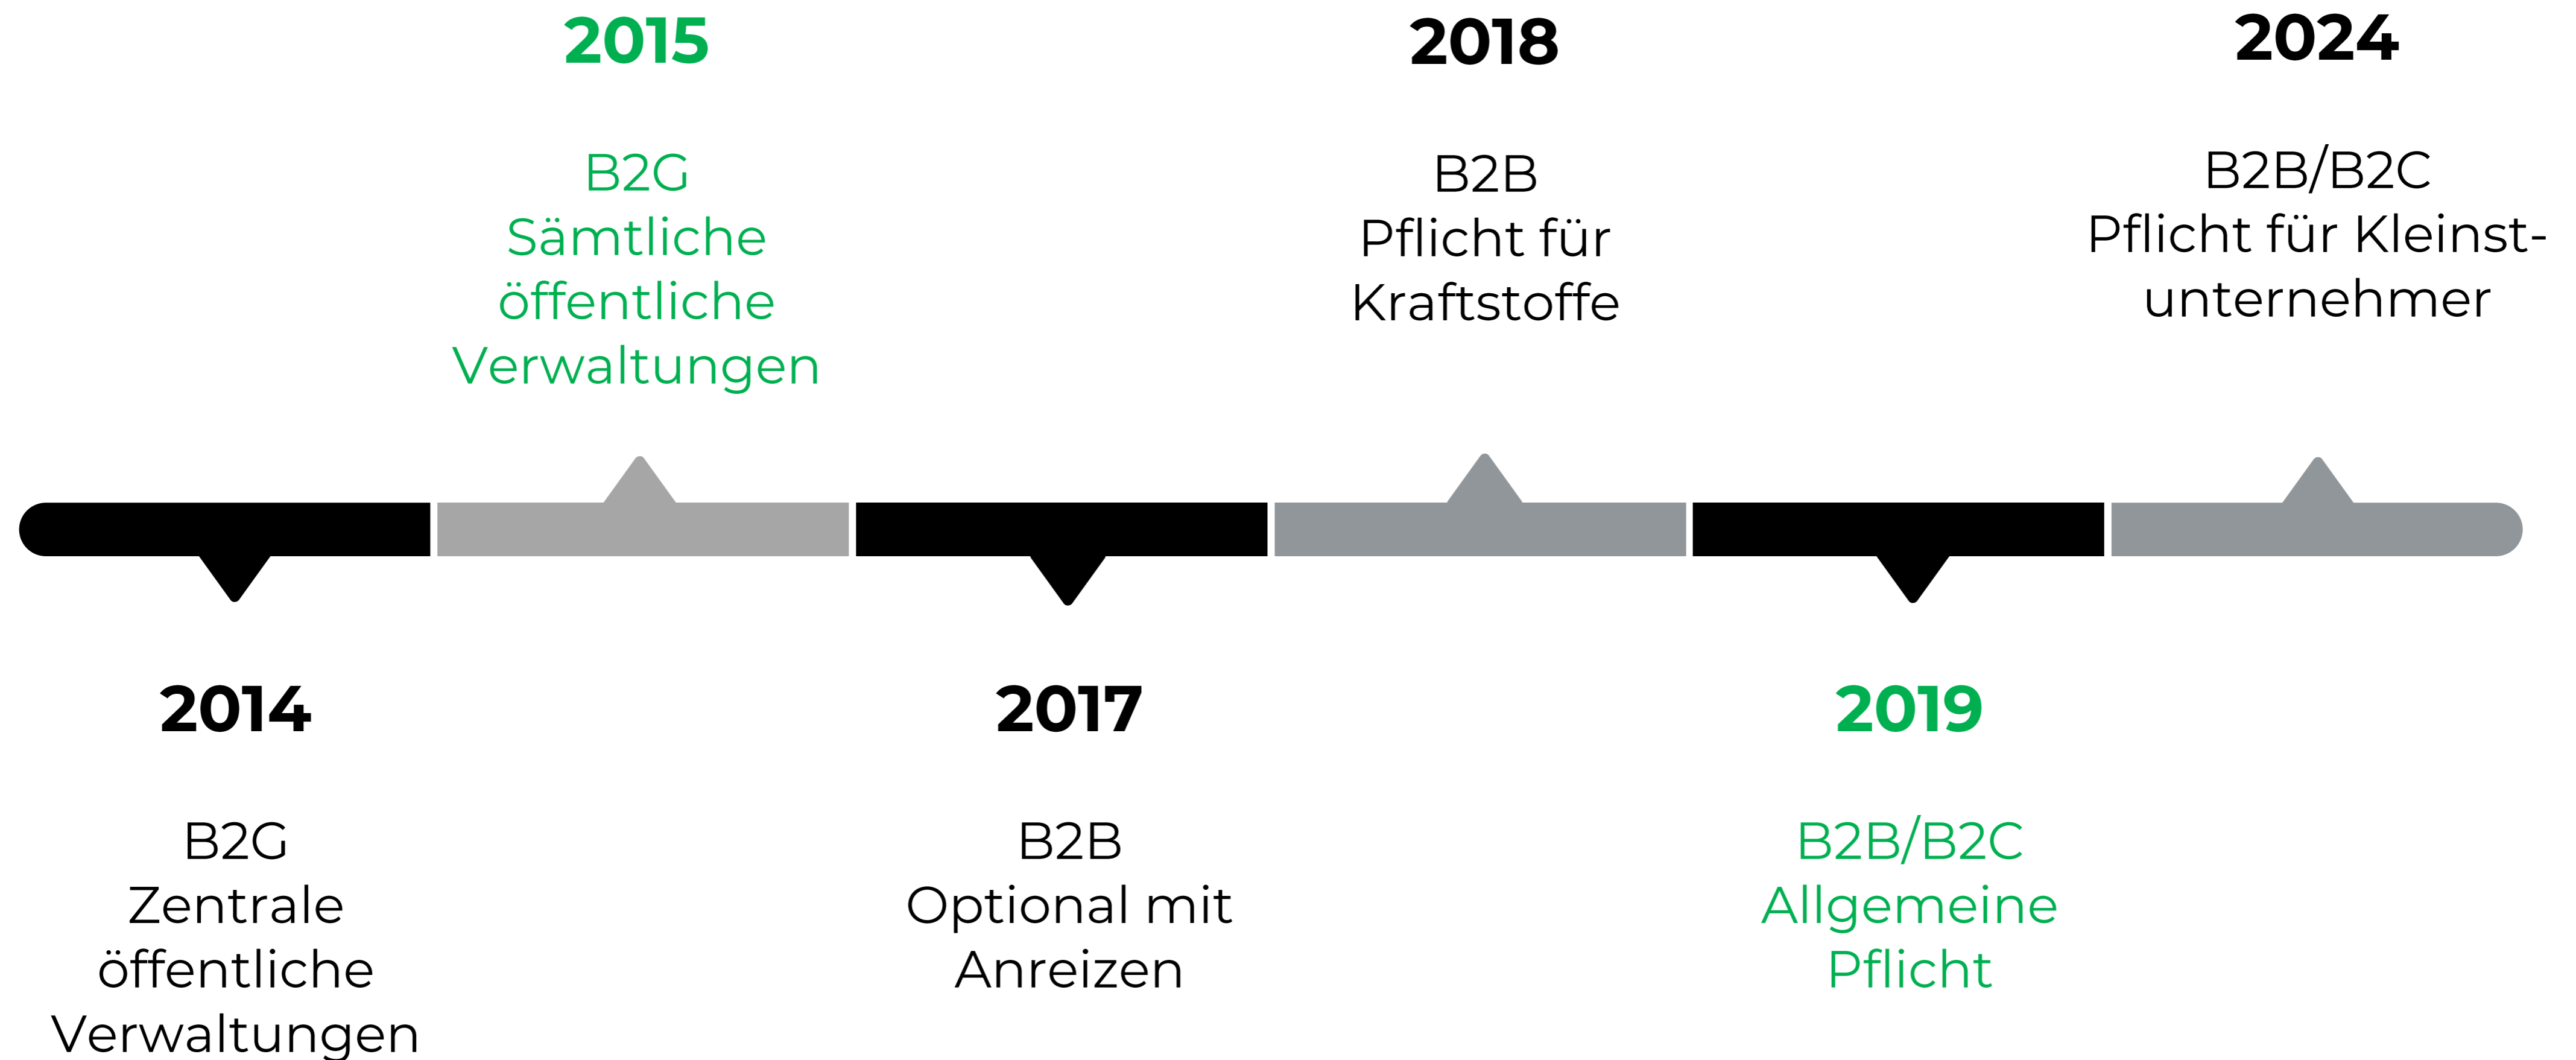 2015
B2G
Sämtliche
öffentliche
Verwaltungen
2018
B2B
Pflicht für
Kraftstoffe
2024
B2B/B2C
Pflicht für Kleinst-
unternehmer
2014
B2G
Zentrale
öffentliche
Verwaltungen
2017
B2B
Optional mit
Anreizen
2019
B2B/B2C
Allgemeine
Pflicht